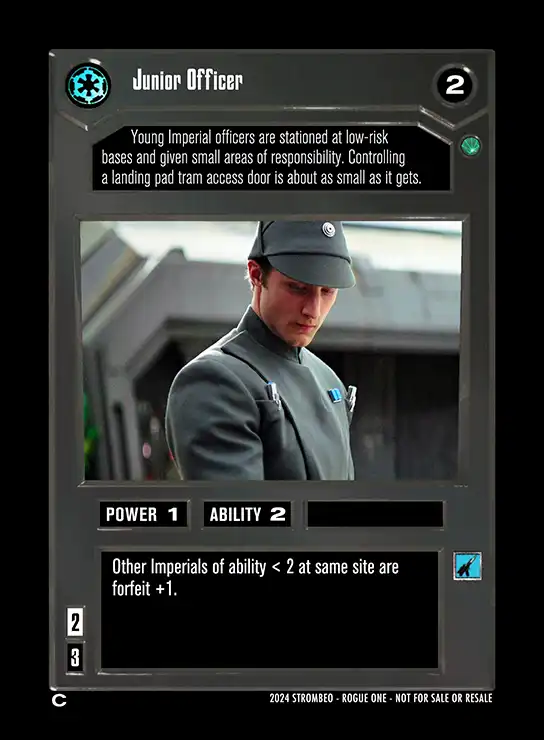 Junior Officer
2
Young Imperial officers are stationed at low-risk
bases and given small areas of responsibility. Controlling
a landing pad tram access door is about as small as it gets.
POWER 1
ABILITY 2
Other Imperials of ability < 2 at same site are
forfeit +1.
2
3
C
2024 STROMBEO - ROGUE ONE - NOT FOR SALE OR RESALE